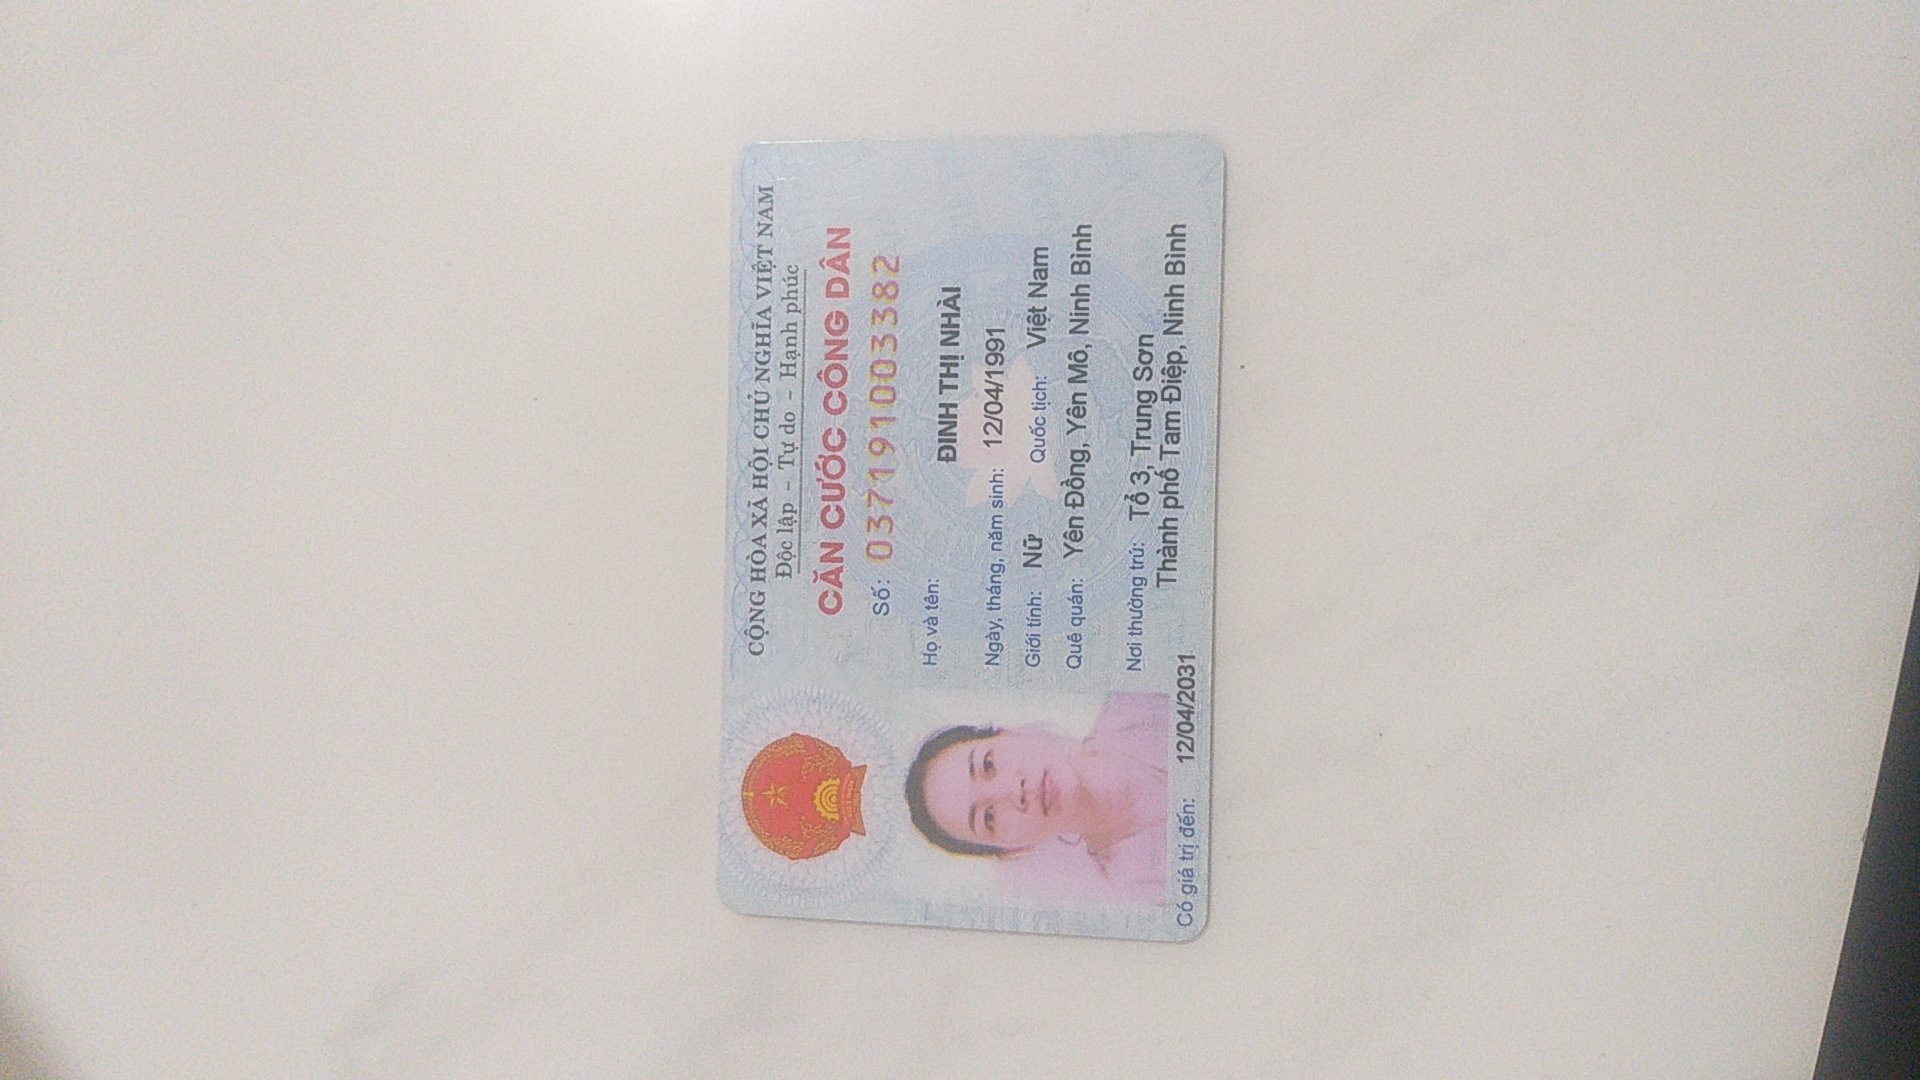 CỘNG HÒA XÃ HỘI CHỦ NGHĨA VIỆT NAM
Độc lập - Tự do - Hạnh phúc
CĂN CƯỚC CÔNG DÂN
Số: 037191003382
Họ và tên:
ĐINH THỊ NHÀI
Ngày, tháng, năm sinh: 12/04/1991
Giới tính: Nữ Quốc tịch: Việt Nam
Quê quán: Yên Đồng, Yên Mô, Ninh Bình
Nơi thường trú: Tổ 3, Trung Sơn
Thành phố Tam Điệp, Ninh Bình
Có giá trị đến: 12/04/2031